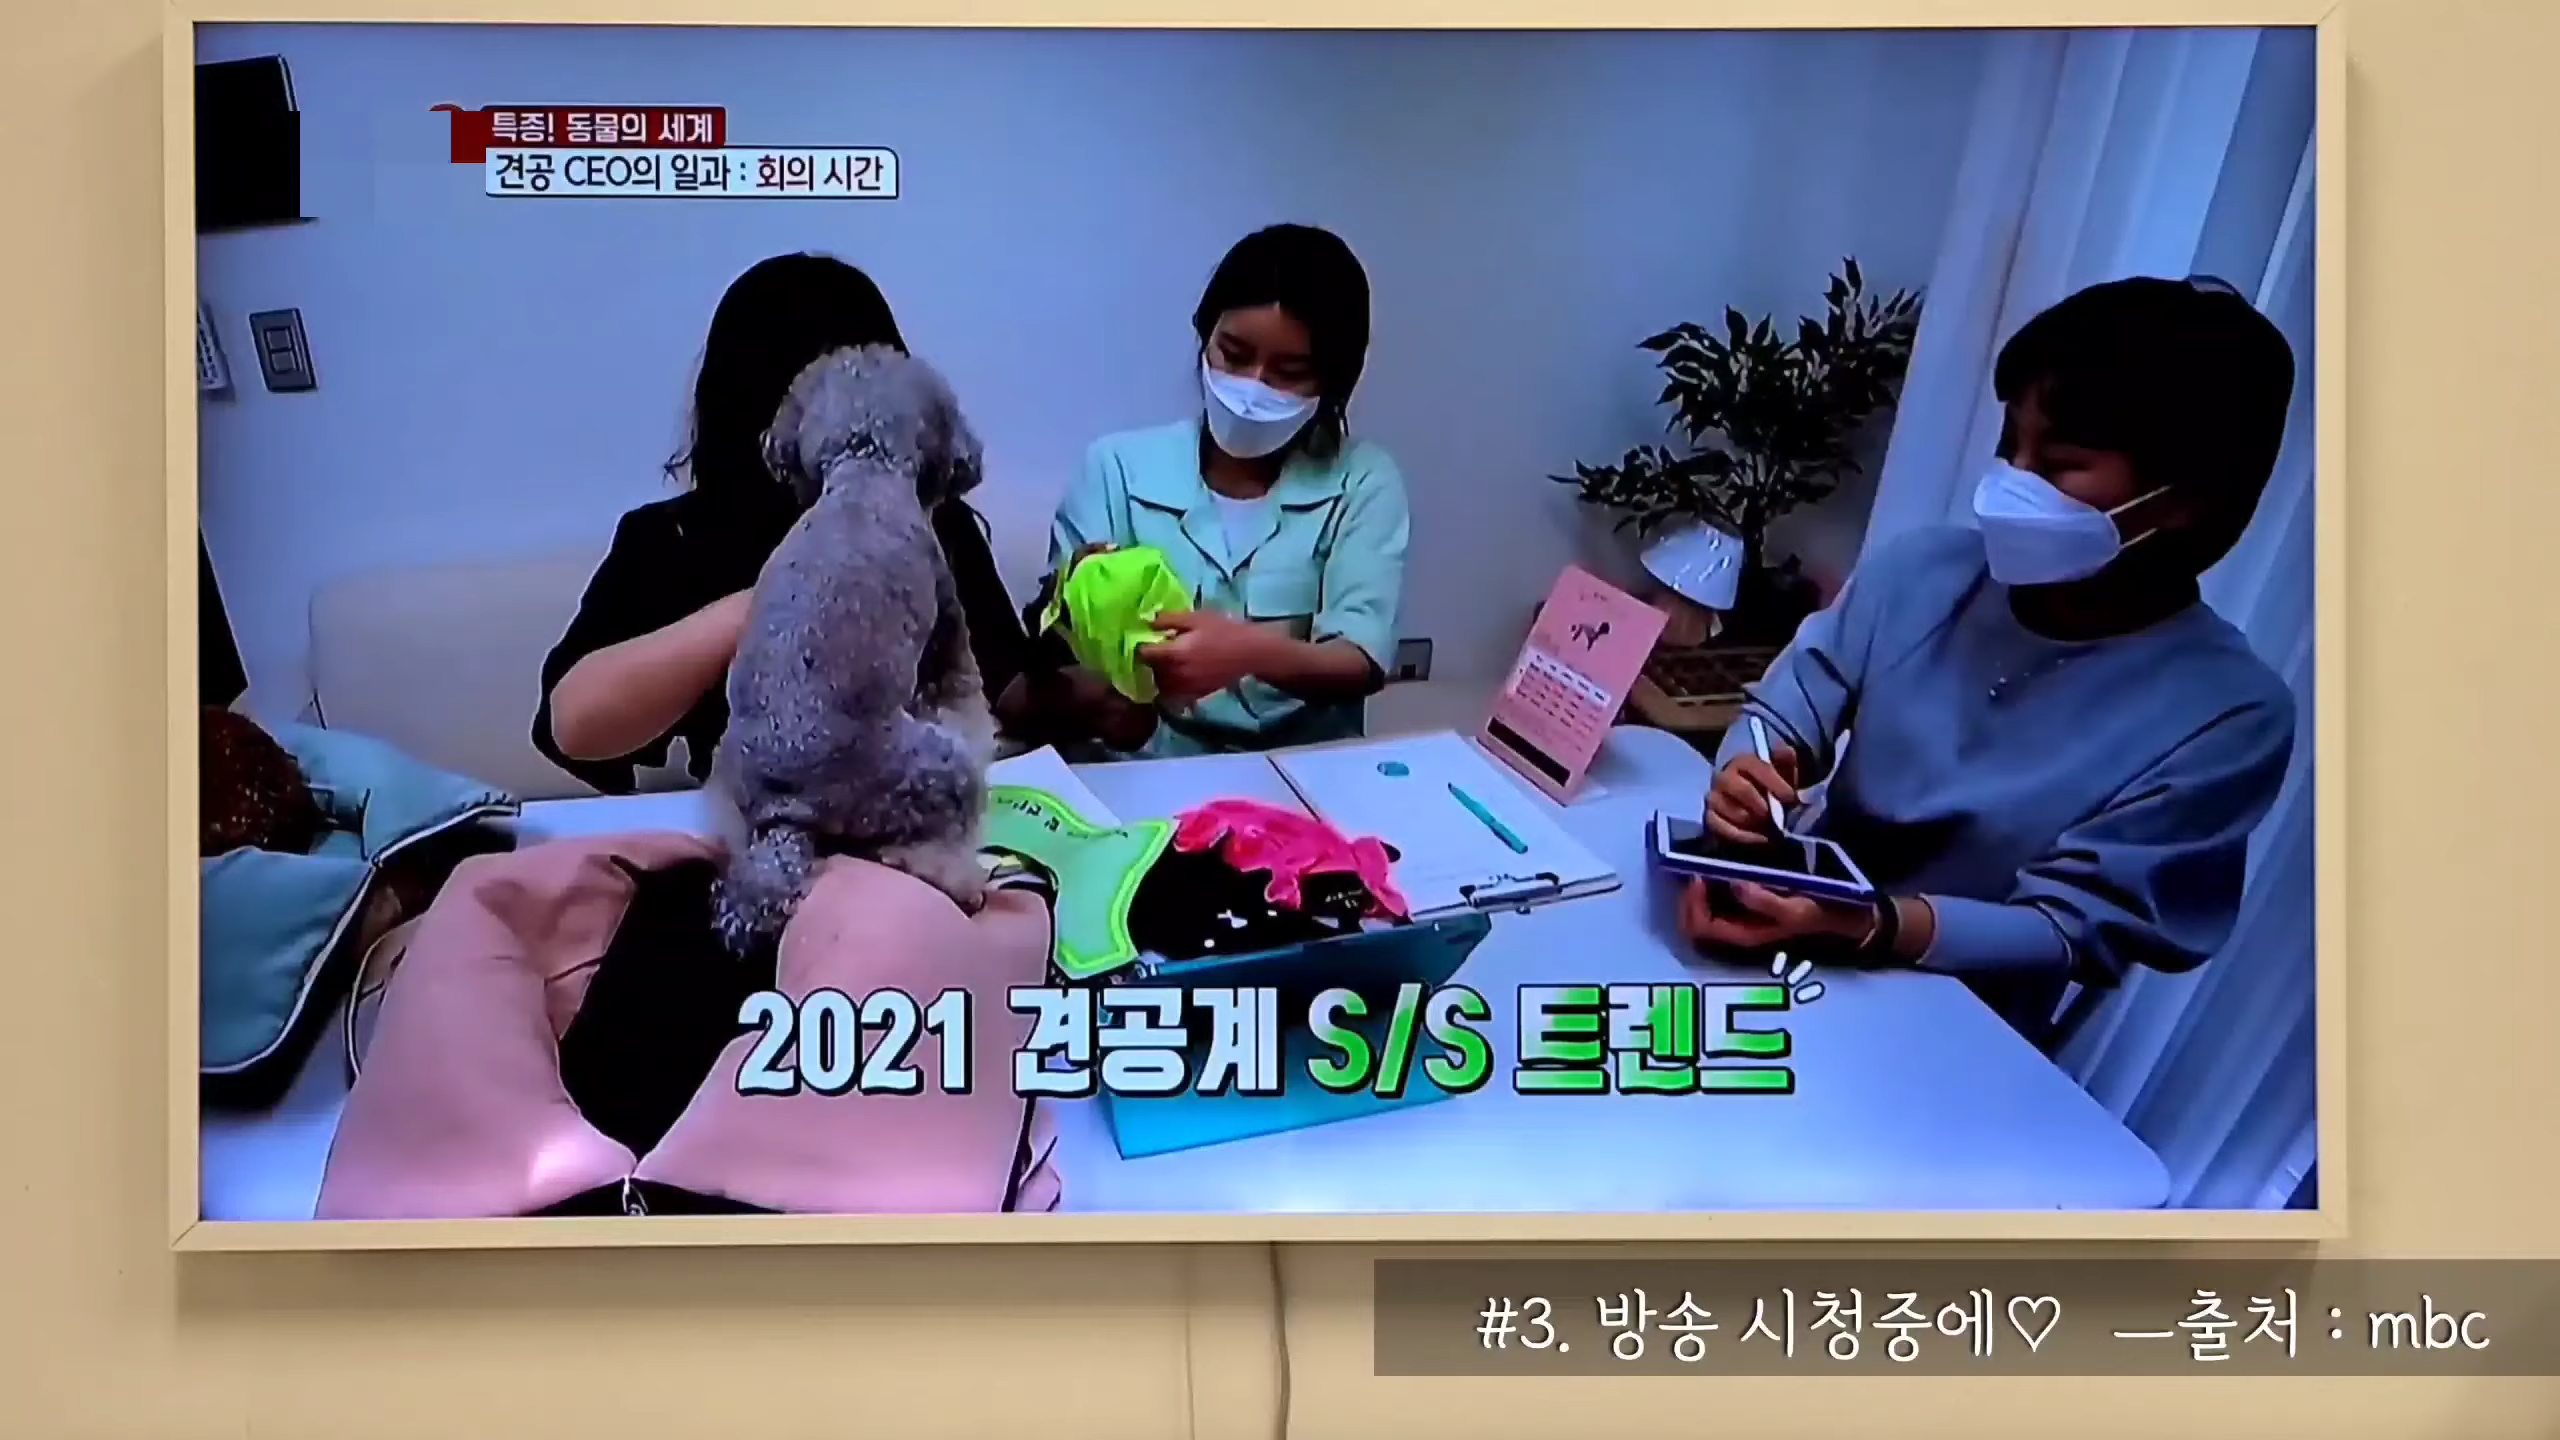 특종! 동물의 세계
견공 CEO의 일과 : 회의 시간
2021 견공계 S/S 트렌드
#3. 방송 시청중에♡ —출처 : mbc